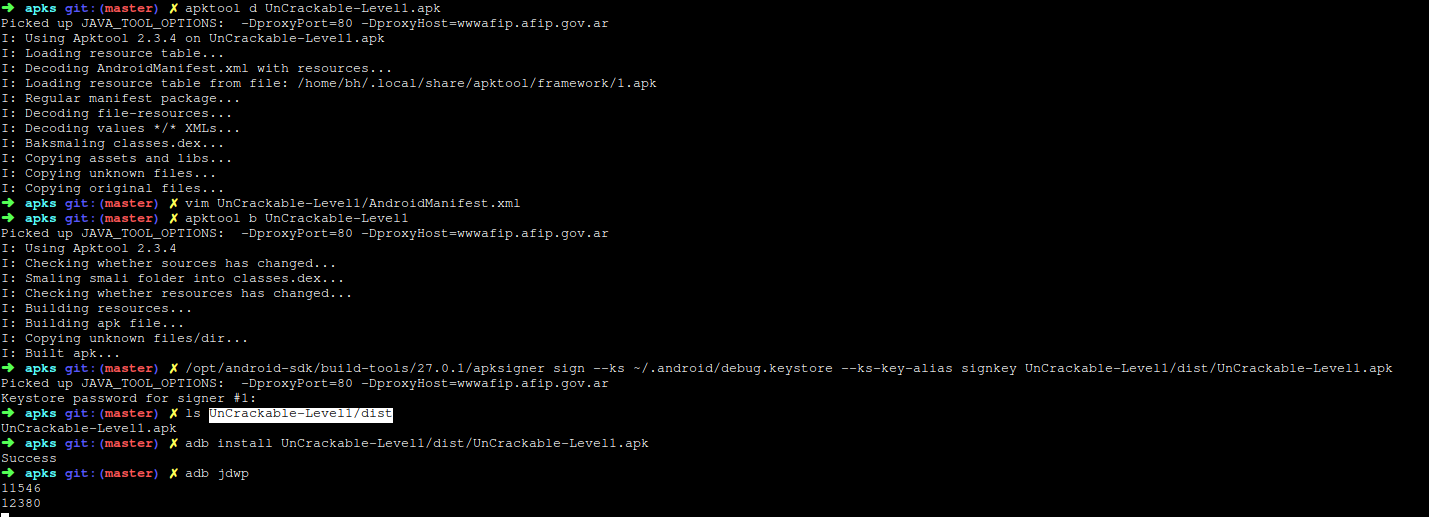 ➜ apks git:(master) ✗ apktool d UnCrackable-Level1.apk
Picked up JAVA_TOOL_OPTIONS:  -DproxyPort=80 -DproxyHost=wwwafip.afip.gov.ar
I: Using Apktool 2.3.4 on UnCrackable-Level1.apk
I: Loading resource table...
I: Decoding AndroidManifest.xml with resources...
I: Loading resource table from file: /home/bh/.local/share/apktool/framework/1.apk
I: Regular manifest package...
I: Decoding file-resources...
I: Decoding values */* XMLs...
I: Baksmaling classes.dex...
I: Copying assets and libs...
I: Copying unknown files...
I: Copying original files...
➜ apks git:(master) ✗ vim UnCrackable-Level1/AndroidManifest.xml
➜ apks git:(master) ✗ apktool b UnCrackable-Level1
Picked up JAVA_TOOL_OPTIONS:  -DproxyPort=80 -DproxyHost=wwwafip.afip.gov.ar
I: Using Apktool 2.3.4
I: Checking whether sources has changed...
I: Smaling smali folder into classes.dex...
I: Checking whether resources has changed...
I: Building resources...
I: Building apk file...
I: Copying unknown files/dir...
I: Built apk...
➜ apks git:(master) ✗ /opt/android-sdk/build-tools/27.0.1/apksigner sign --ks ~/.android/debug.keystore --ks-key-alias signkey UnCrackable-Level1/dist/UnCrackable-Level1.apk
Picked up JAVA_TOOL_OPTIONS:  -DproxyPort=80 -DproxyHost=wwwafip.afip.gov.ar
Keystore password for signer #1:
➜ apks git:(master) ✗ ls UnCrackable-Level1/dist
UnCrackable-Level1.apk
➜ apks git:(master) ✗ adb install UnCrackable-Level1/dist/UnCrackable-Level1.apk
Success
➜ apks git:(master) ✗ adb jdwp
11546
12380